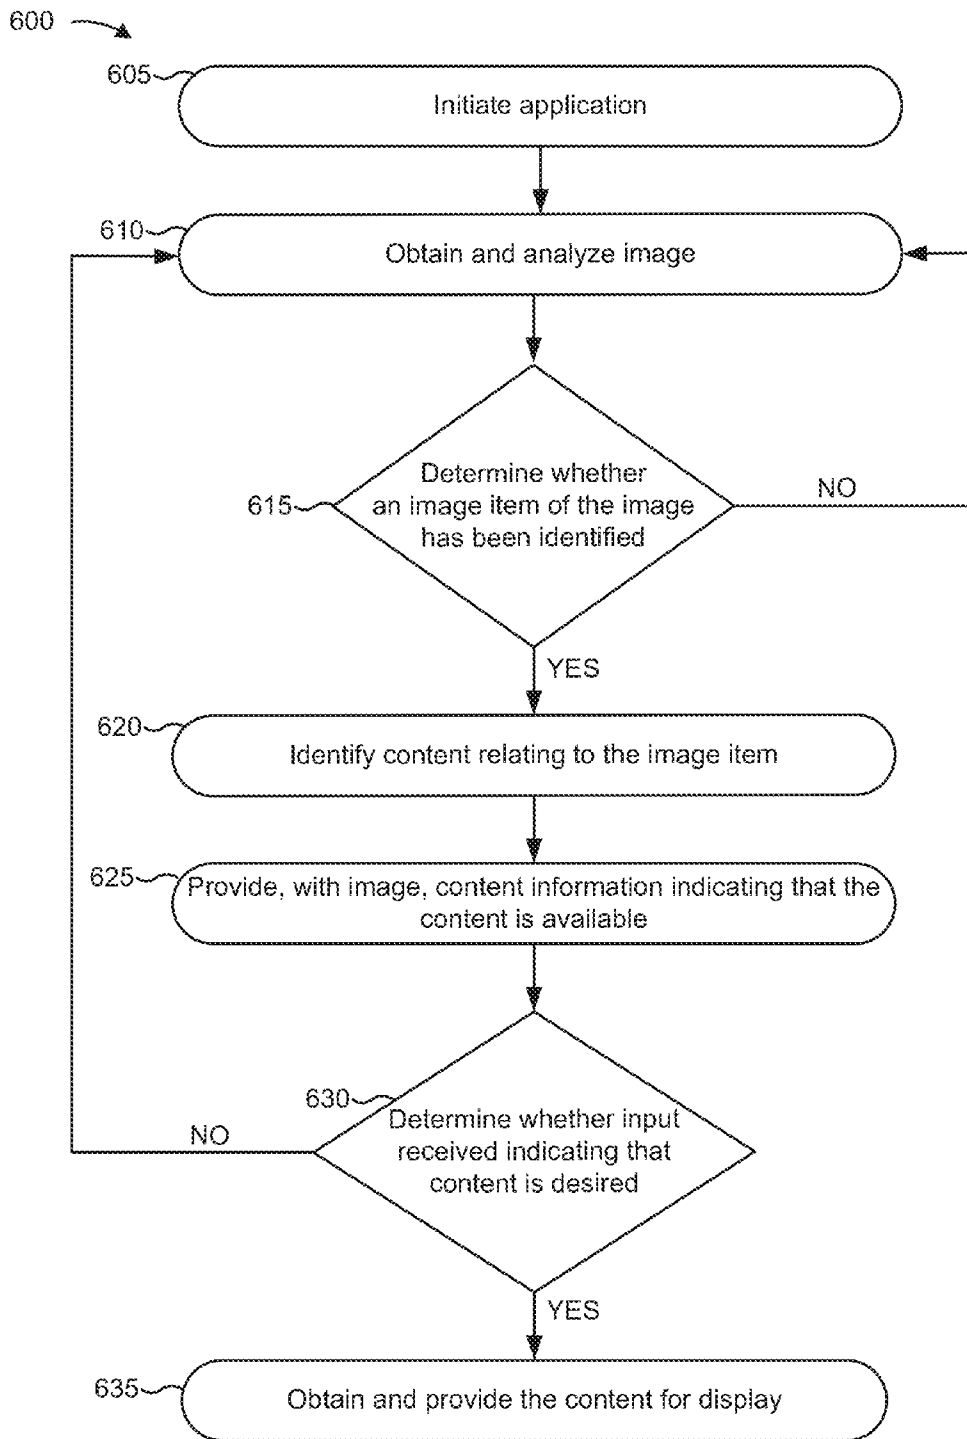 600
605
Initiate application
610
Obtain and analyze image
615
Determine whether
an image item of the image
has been identified
NO
YES
620
Identify content relating to the image item
625
Provide, with image, content information indicating that the
content is available
630
Determine whether input
received indicating that
content is desired
NO
YES
635
Obtain and provide the content for display